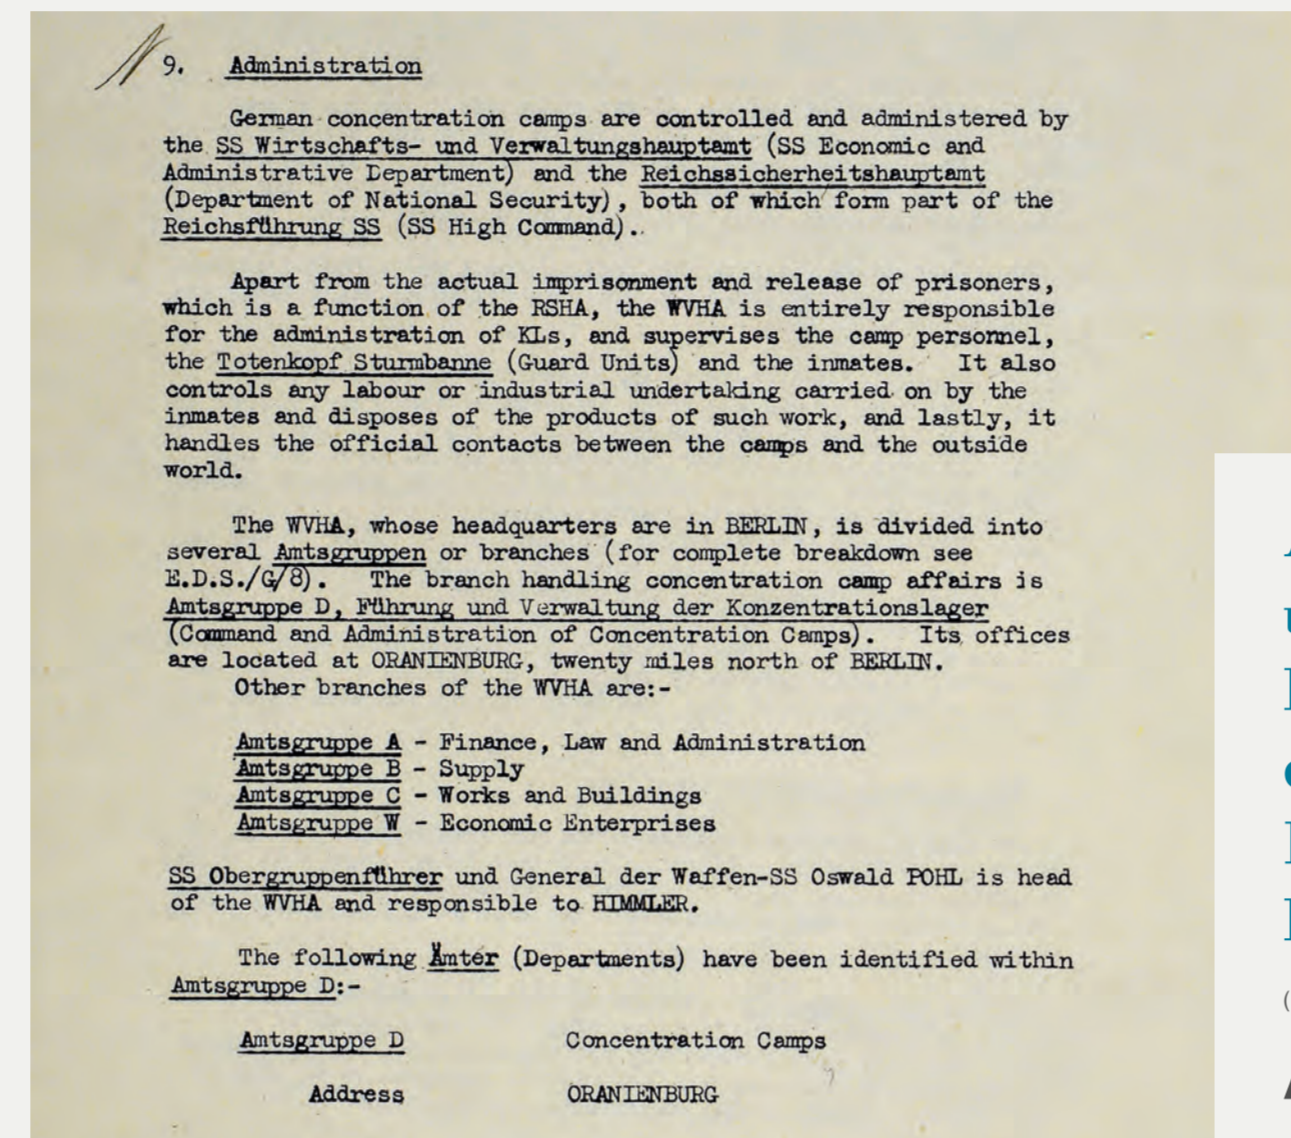 9. Administration
German concentration camps are controlled and administered by
the SS Wirtschafts- und Verwaltungshauptamt (SS Economic and
Administrative Department) and the Reichssicherheitshauptamt
(Department of National Security), both of which form part of the
Reichsführung SS (SS High Command).
Apart from the actual imprisonment and release of prisoners,
which is a function of the RSHA, the WVHA is entirely responsible
for the administration of KLs, and supervises the camp personnel,
the Totenkopf Sturmbanne (Guard Units) and the inmates. It also
controls any labour or industrial undertaking carried on by the
inmates and disposes of the products of such work, and lastly, it
handles the official contacts between the camps and the outside
world.
The WVHA, whose headquarters are in BERLIN, is divided into
several Amtsgruppen or branches (for complete breakdown see
E.D.S./G/8). The branch handling concentration camp affairs is
Amtsgruppe D, Führung und Verwaltung der Konzentrationslager
(Command and Administration of Concentration Camps). Its offices
are located at ORANIENBURG, twenty miles north of BERLIN.
Other branches of the WVHA are:-
Amtsgruppe A - Finance, Law and Administration
Amtsgruppe B - Supply
Amtsgruppe C - Works and Buildings
Amtsgruppe W - Economic Enterprises
SS Obergruppenführer und General der Waffen-SS Oswald POHL is head
of the WVHA and responsible to HIMMLER.
The following Ämter (Departments) have been identified within
Amtsgruppe D:-
Amtsgruppe D Concentration Camps
Address ORANIENBURG